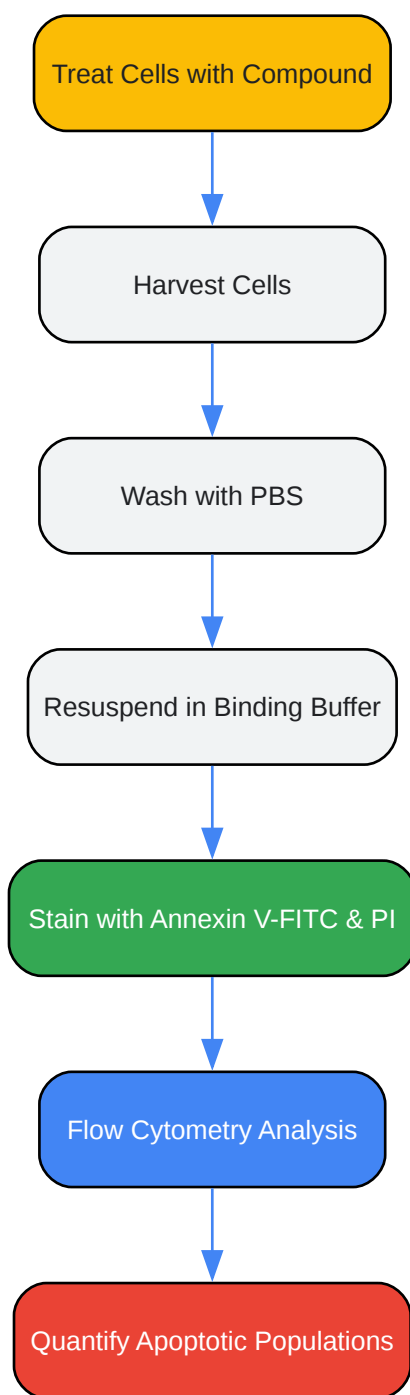 Treat Cells with Compound
Harvest Cells
Wash with PBS
Resuspend in Binding Buffer
Stain with Annexin V-FITC & PI
Flow Cytometry Analysis
Quantify Apoptotic Populations